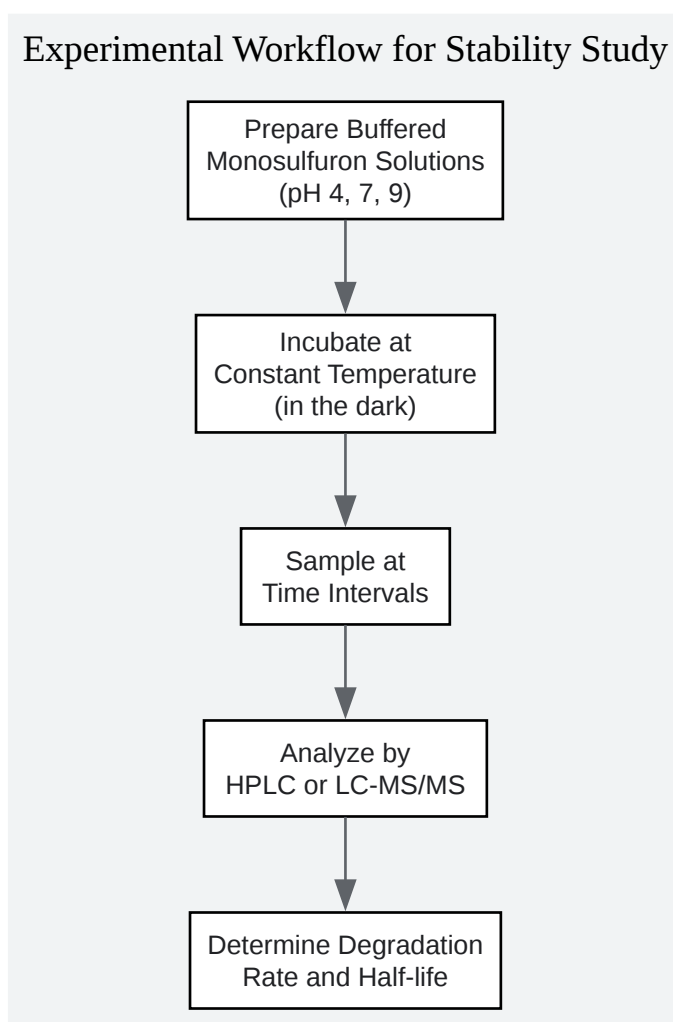 Experimental Workflow for Stability Study
Prepare Buffered
Monosulfuron Solutions
(pH 4, 7, 9)
Incubate at
Constant Temperature
(in the dark)
Sample at
Time Intervals
Analyze by
HPLC or LC-MS/MS
Determine Degradation
Rate and Half-life